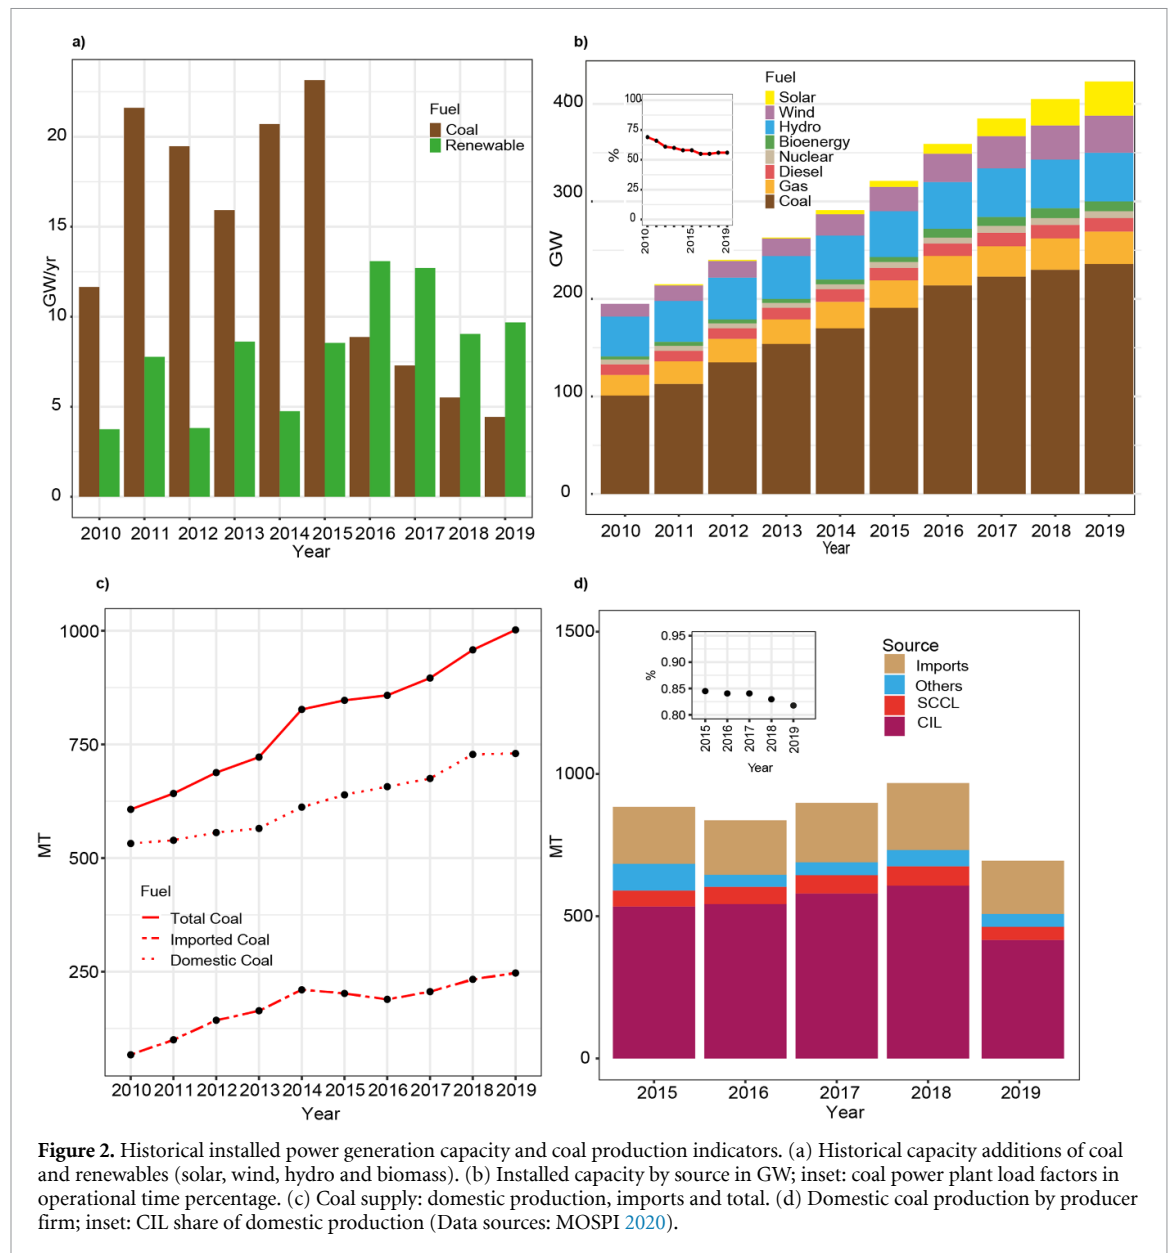 a)
Fuel
Coal
Renewable
20
15
10
5
0
GW/yr
2010 2011 2012 2013 2014 2015 2016 2017 2018 2019
Year
b)
Fuel
Solar
Wind
Hydro
Bioenergy
Nuclear
Diesel
Gas
Coal
400
300
200
100
0
GW
100
75
50
25
0
%
2010 2015 2019
2010 2011 2012 2013 2014 2015 2016 2017 2018 2019
Year
c)
1000
750
500
250
MT
Fuel
Total Coal
Imported Coal
Domestic Coal
2010 2011 2012 2013 2014 2015 2016 2017 2018 2019
Year
d)
1500
1000
500
0
MT
0.95
0.90
0.85
0.80
%
2015 2016 2017 2018 2019
Year
Source
Imports
Others
SCCL
CIL
2015 2016 2017 2018 2019
Year
Figure 2. Historical installed power generation capacity and coal production indicators. (a) Historical capacity additions of coal
and renewables (solar, wind, hydro and biomass). (b) Installed capacity by source in GW; inset: coal power plant load factors in
operational time percentage. (c) Coal supply: domestic production, imports and total. (d) Domestic coal production by producer
firm; inset: CIL share of domestic production (Data sources: MOSPI 2020).